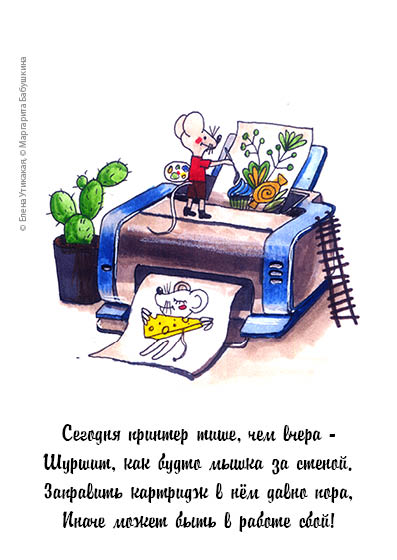 © Елена Утикакая, © Маргарита Бабушкина
Сегодня принтер тише, чем вчера -
Шуршит, как будто мышка за стеной.
Заправить картридж в нём давно пора,
Иначе может быть в работе сбой!